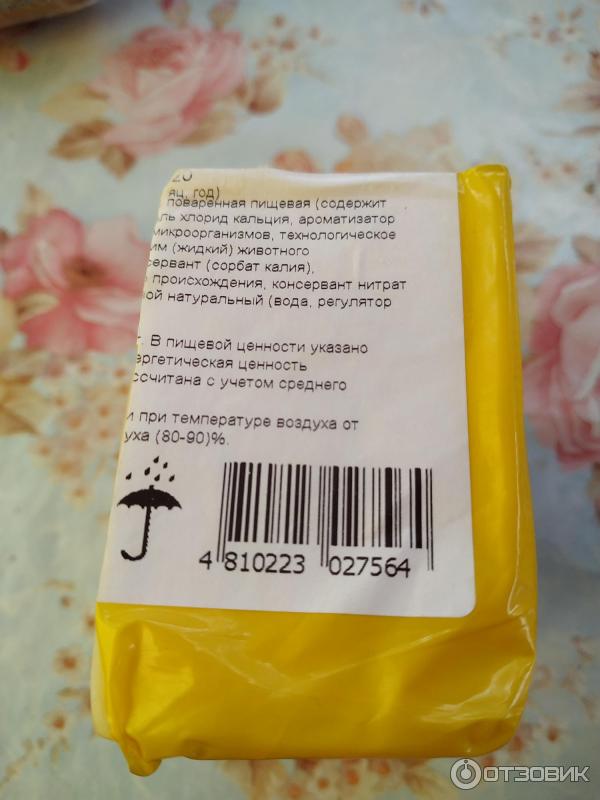 20
яц, год)
поваренная пищевая (содержит
ль хлорид кальция, ароматизатор
микроорганизмов, технологическое
им (жидкий) животного
сервант (сорбат калия),
происхождения, консервант нитрат
ой натуральный (вода, регулятор
. В пищевой ценности указано
ергетическая ценность
ссчитана с учетом среднего
и при температуре воздуха от
уха (80-90)%.
4 810223 027564
ОТЗОВИК